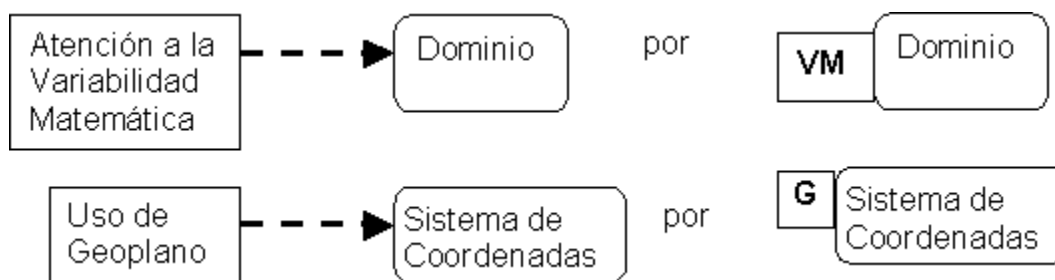 Atención a la
Variabilidad
Matemática
Dominio
por
VM
Dominio
Uso de
Geoplano
Sistema de
Coordenadas
por
G
Sistema de
Coordenadas